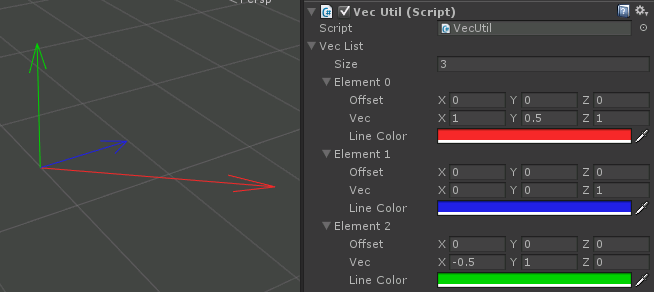 Persp
Vec Util (Script)
Script VecUtil
Vec List
Size 3
Element 0
Offset X 0 Y 0 Z 0
Vec X 1 Y 0.5 Z 1
Line Color
Element 1
Offset X 0 Y 0 Z 0
Vec X 0 Y 0 Z 1
Line Color
Element 2
Offset X 0 Y 0 Z 0
Vec X -0.5 Y 1 Z 0
Line Color